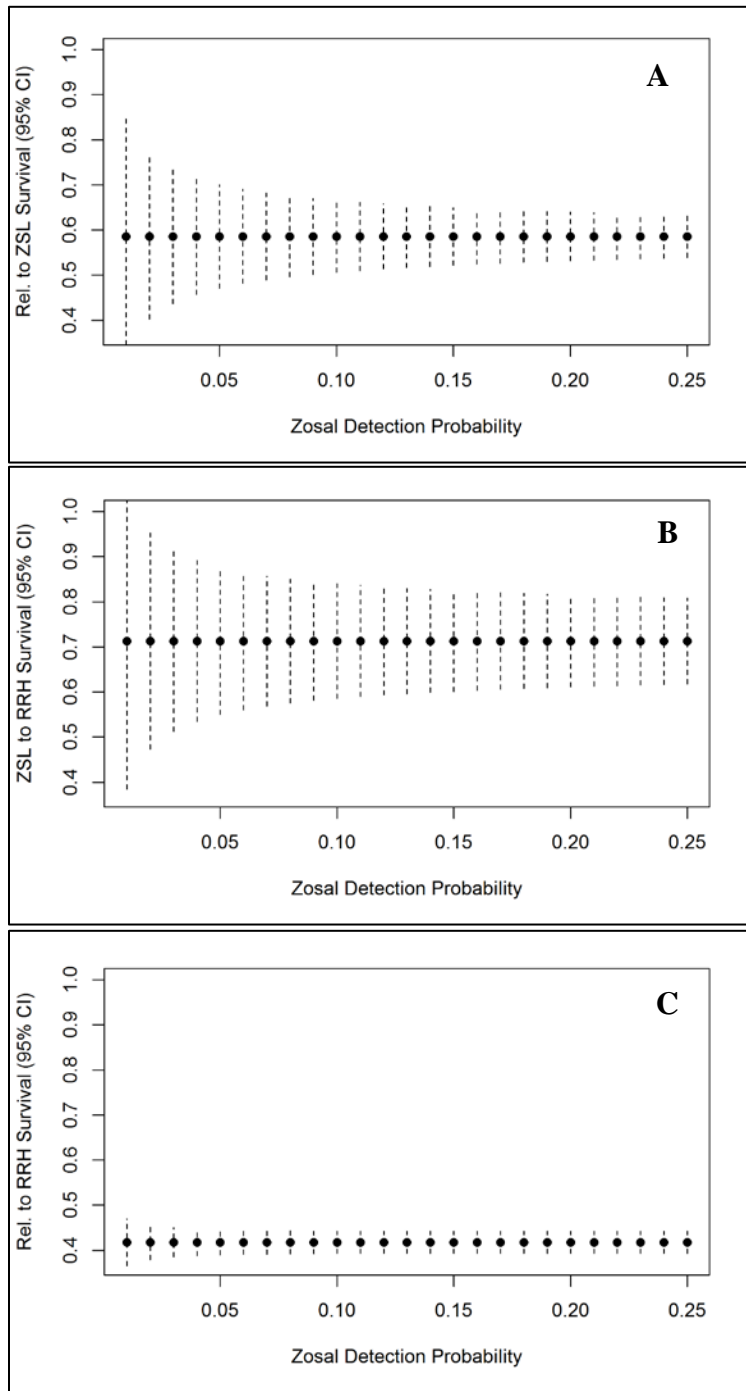 A
Rel. to ZSL Survival (95% CI)
1.0
0.9
0.8
0.7
0.6
0.5
0.4
0.05 0.10 0.15 0.20 0.25
Zosal Detection Probability
B
ZSL to RRH Survival (95% CI)
1.0
0.9
0.8
0.7
0.6
0.5
0.4
0.05 0.10 0.15 0.20 0.25
Zosal Detection Probability
C
Rel. to RRH Survival (95% CI)
1.0
0.9
0.8
0.7
0.6
0.5
0.4
0.05 0.10 0.15 0.20 0.25
Zosal Detection Probability